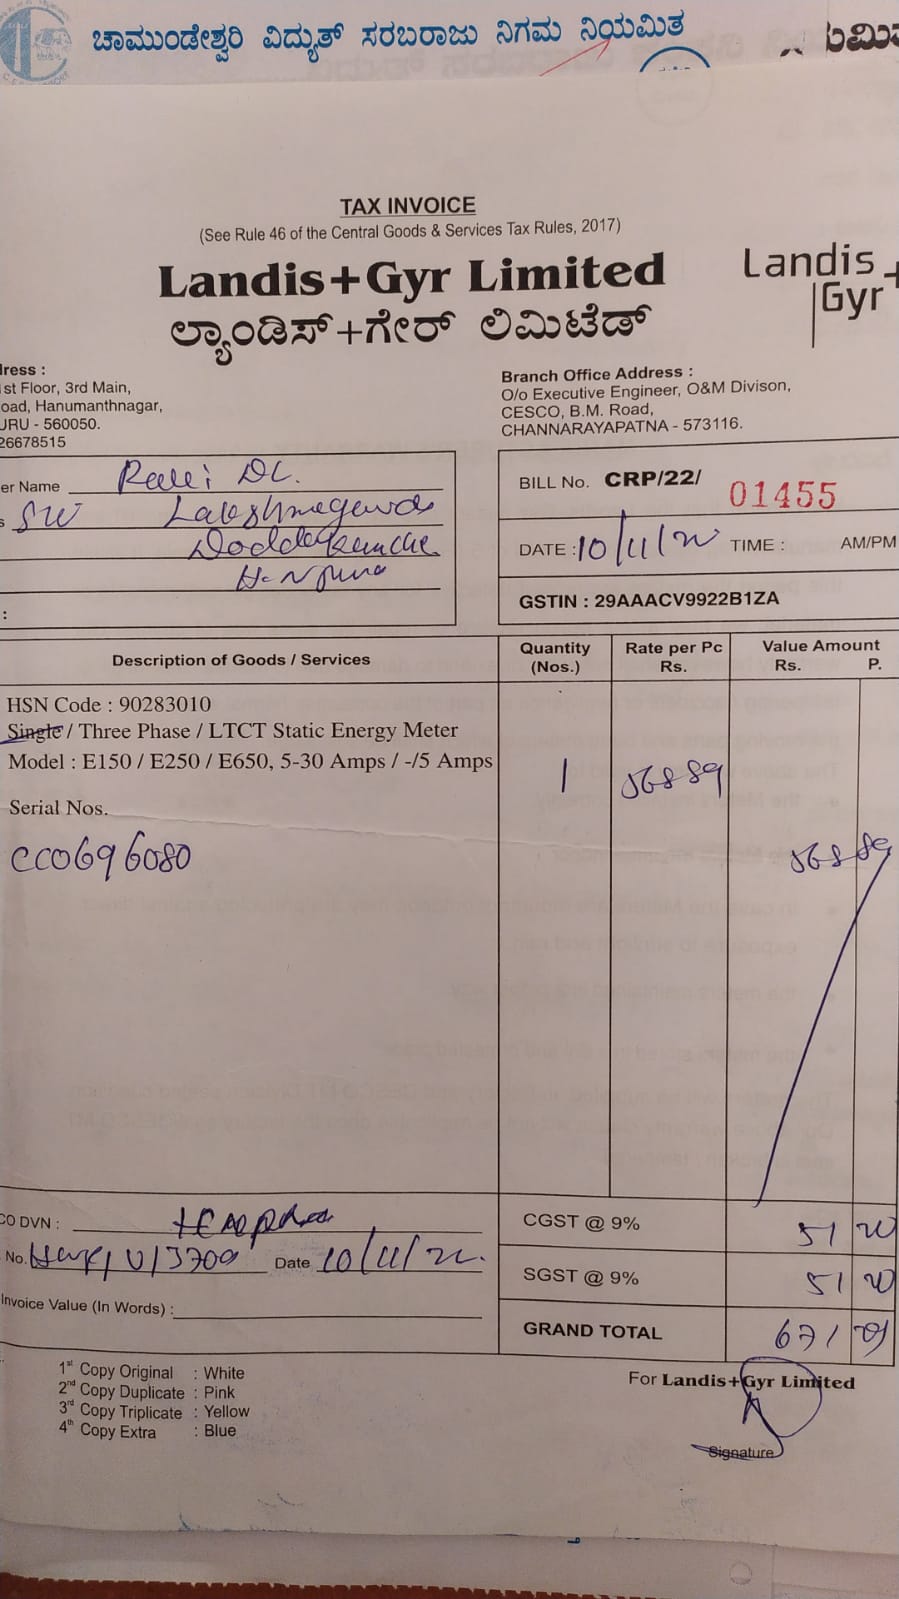 ಚಾಮುಂಡೇಶ್ವರಿ ವಿದ್ಯುತ್ ಸರಬರಾಜು ನಿಗಮ ನಿಯಮಿತ
TAX INVOICE
(See Rule 46 of the Central Goods & Services Tax Rules, 2017)
Landis+Gyr Limited
ಲ್ಯಾಂಡಿಸ್+ಗೇರ್ ಲಿಮಿಟೆಡ್
Landis+
Gyr
dress :
1st Floor, 3rd Main,
oad, Hanumanthnagar,
URU - 560050.
26678515
Branch Office Address :
O/o Executive Engineer, O&M Divison,
CESCO, B.M. Road,
CHANNARAYAPATNA - 573116.
er Name
BILL No. CRP/22/ 01455
DATE : 10/11/22 TIME : AM/PM
GSTIN : 29AAACV9922B1ZA
Description of Goods / Services Quantity (Nos.) Rate per Pc Rs. Value Amount Rs. P.
HSN Code : 90283010
Single / Three Phase / LTCT Static Energy Meter
Model : E150 / E250 / E650, 5-30 Amps / -/5 Amps 1 568 89
Serial Nos.
CC0696080 568 89
CO DVN :
CGST @ 9% 51 20
No. Date 10/11/22.
SGST @ 9% 51 20
Invoice Value (In Words) :
GRAND TOTAL 671
1st Copy Original : White
2nd Copy Duplicate : Pink
3rd Copy Triplicate : Yellow
4th Copy Extra : Blue
For Landis+Gyr Limited
Signature